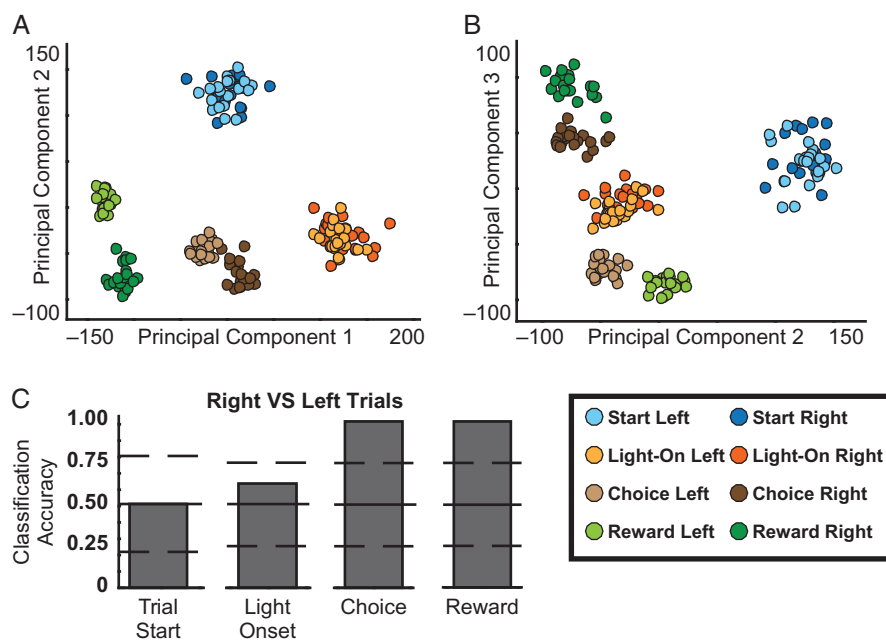 A
150
Principal Component 2
−100
−150
Principal Component 1
200
B
100
Principal Component 3
−100
−100
Principal Component 2
150
C
Right VS Left Trials
Classification
Accuracy
1.00
0.75
0.50
0.25
0
Trial
Start
Light
Onset
Choice
Reward
Start Left
Start Right
Light-On Left
Light-On Right
Choice Left
Choice Right
Reward Left
Reward Right